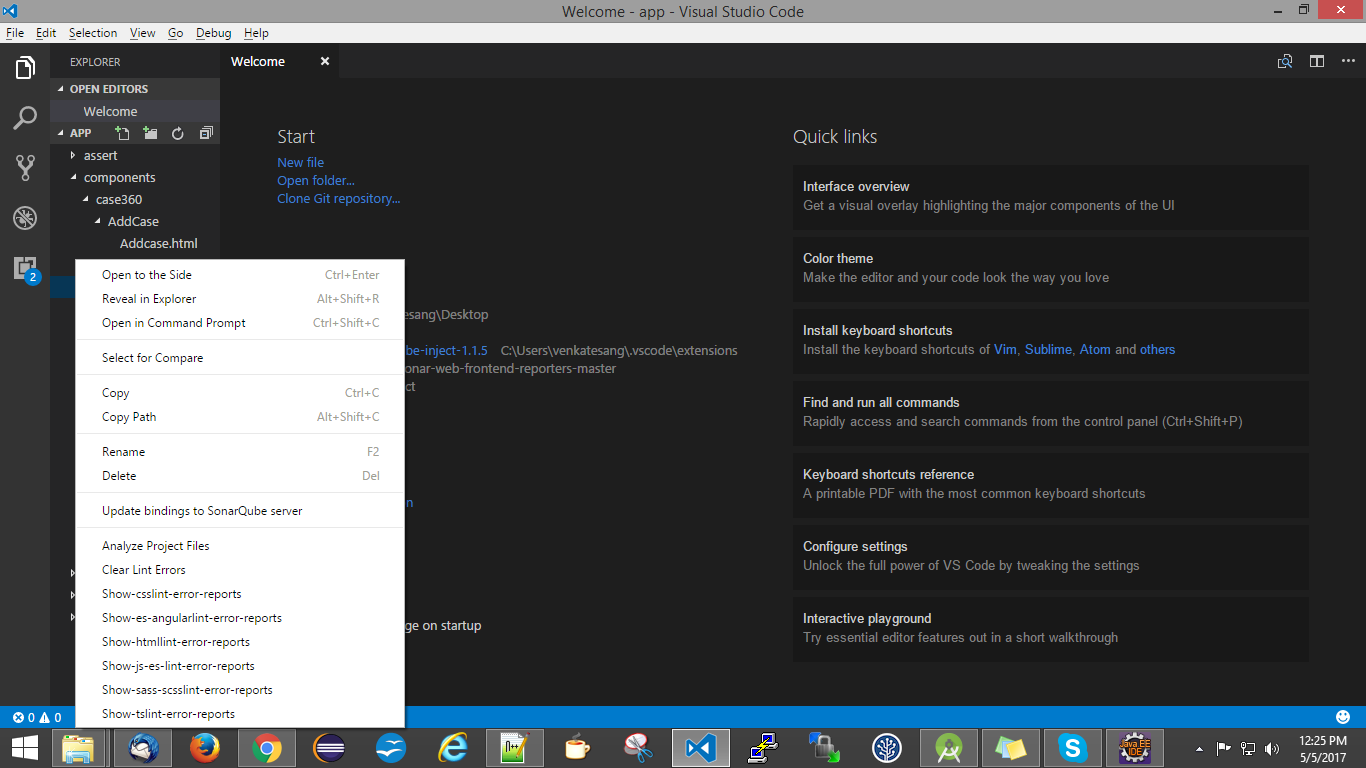 Welcome - app - Visual Studio Code
File Edit Selection View Go Debug Help
EXPLORER
OPEN EDITORS
Welcome
APP
assert
components
case360
AddCase
Addcase.html
2
Open to the Side Ctrl+Enter
Reveal in Explorer Alt+Shift+R
Open in Command Prompt Ctrl+Shift+C
Select for Compare
Copy Ctrl+C
Copy Path Alt+Shift+C
Rename F2
Delete Del
Update bindings to SonarQube server
Analyze Project Files
Clear Lint Errors
Show-csslint-error-reports
Show-es-angularlint-error-reports
Show-htmllint-error-reports
Show-js-es-lint-error-reports
Show-sass-scsslint-error-reports
Show-tslint-error-reports
Welcome
Start
New file
Open folder...
Clone Git repository...
esang\Desktop
be-inject-1.1.5 C:\Users\venkatesang\.vscode\extensions
onar-web-frontend-reporters-master
ct
n
ge on startup
Quick links
Interface overview
Get a visual overlay highlighting the major components of the UI
Color theme
Make the editor and your code look the way you love
Install keyboard shortcuts
Install the keyboard shortcuts of Vim, Sublime, Atom and others
Find and run all commands
Rapidly access and search commands from the control panel (Ctrl+Shift+P)
Keyboard shortcuts reference
A printable PDF with the most common keyboard shortcuts
Configure settings
Unlock the full power of VS Code by tweaking the settings
Interactive playground
Try essential editor features out in a short walkthrough
0 0
Java EE
IDE
12:25 PM
5/5/2017